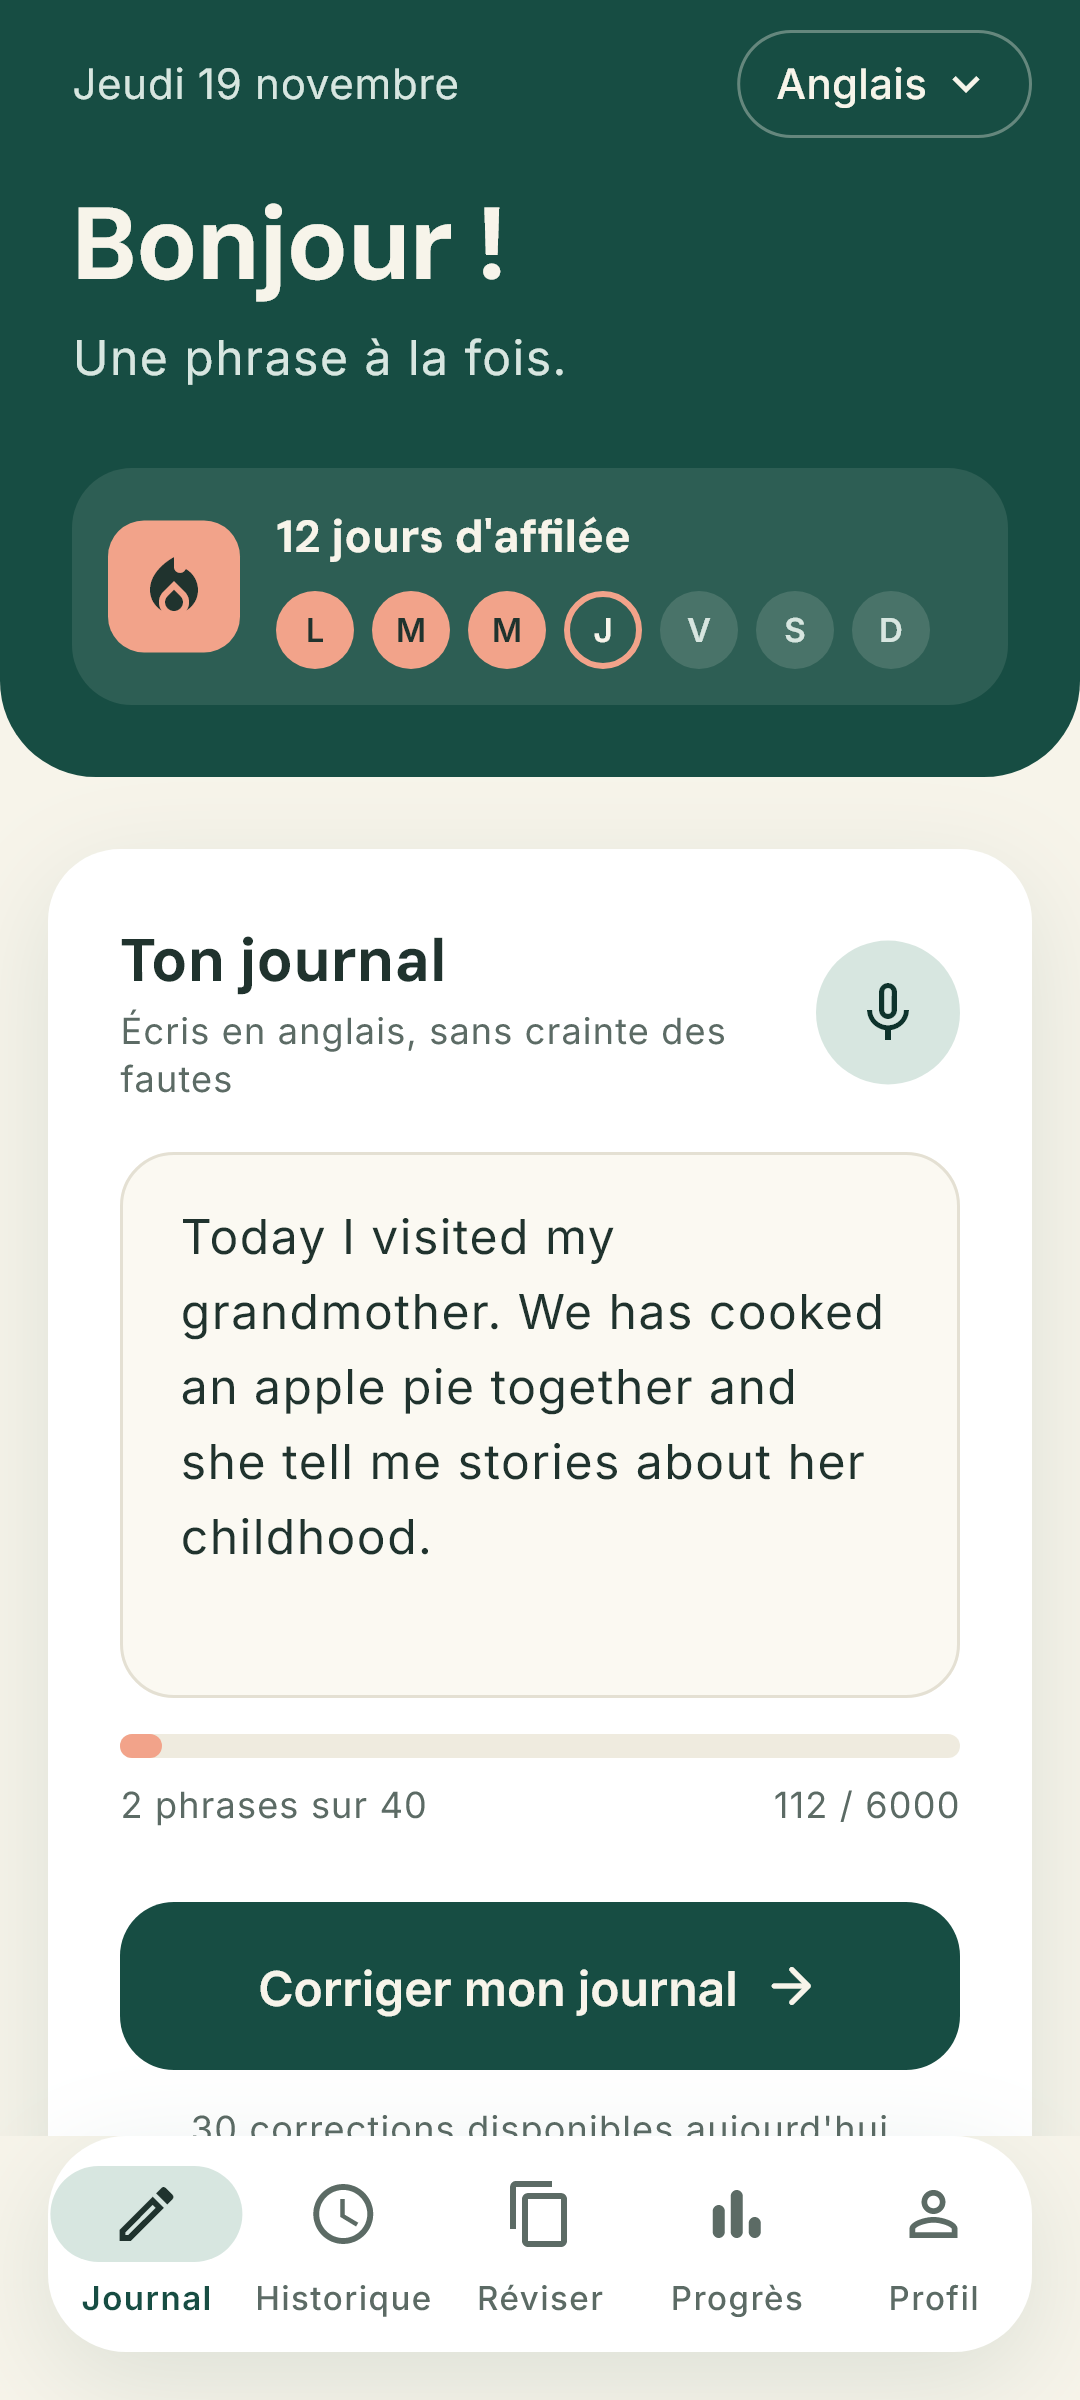 Jeudi 19 novembre
Anglais
Bonjour !
Une phrase à la fois.
12 jours d'affilée
L M M J V S D
Ton journal
Écris en anglais, sans crainte des
fautes
Today I visited my
grandmother. We has cooked
an apple pie together and
she tell me stories about her
childhood.
2 phrases sur 40
112 / 6000
Corriger mon journal
30 corrections disponibles aujourd'hui
Journal
Historique
Réviser
Progrès
Profil